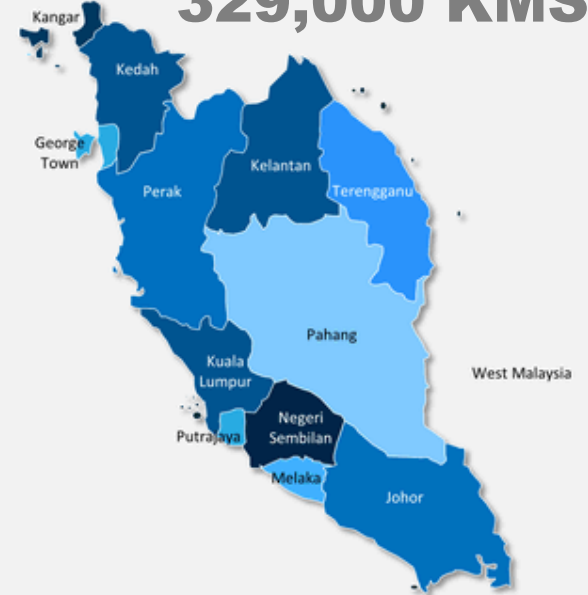 329,000 KMS
Kangar
Kedah
George
Town
Perak
Kelantan
Terengganu
Pahang
Kuala
Lumpur
West Malaysia
Negeri
Sembilan
Putrajaya
Melaka
Johor